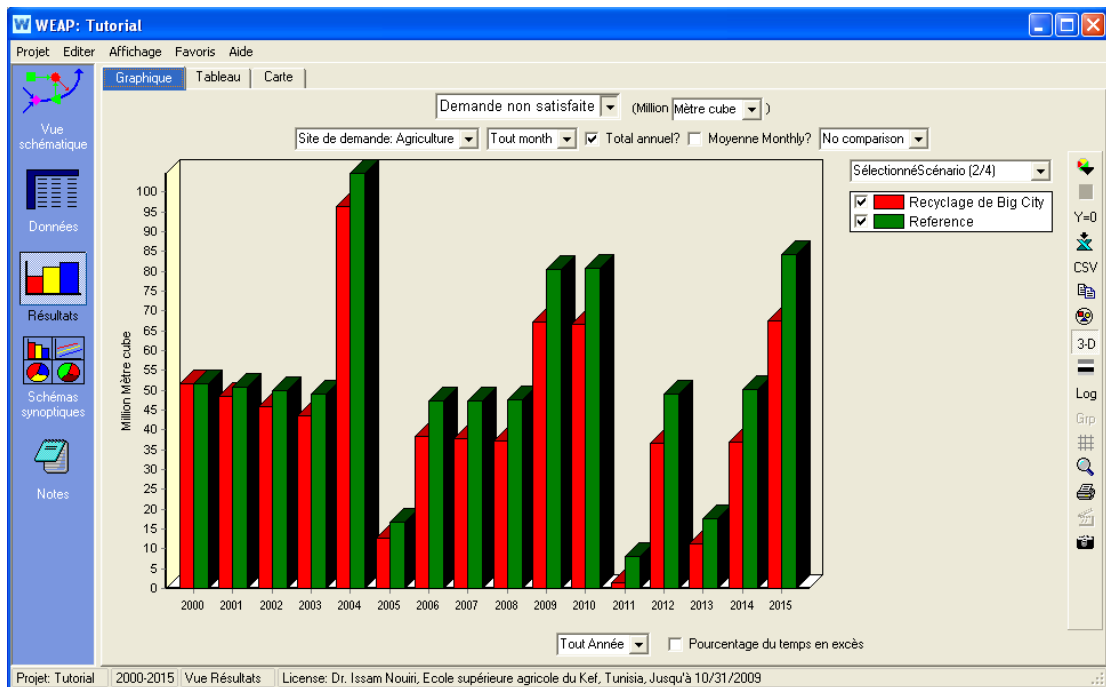 WEAP: Tutorial
Projet Editer Affichage Favoris Aide
Graphique Tableau Carte
Demande non satisfaite (Million Mètre cube )
Site de demande: Agriculture Tout month Total annuel? Moyenne Monthly? No comparison
SélectionnéScénario (2/4)
Recyclage de Big City
Reference
Vue schématique
Données
Résultats
Schémas synoptiques
Notes
Million Mètre cube
100
95
90
85
80
75
70
65
60
55
50
45
40
35
30
25
20
15
10
5
0
2000 2001 2002 2003 2004 2005 2006 2007 2008 2009 2010 2011 2012 2013 2014 2015
Y=0
CSV
3-D
Log
Grp
Tout Année Pourcentage du temps en excès
Projet: Tutorial 2000-2015 Vue Résultats License: Dr. Issam Nouiri, Ecole supérieure agricole du Kef, Tunisia, Jusqu'à 10/31/2009